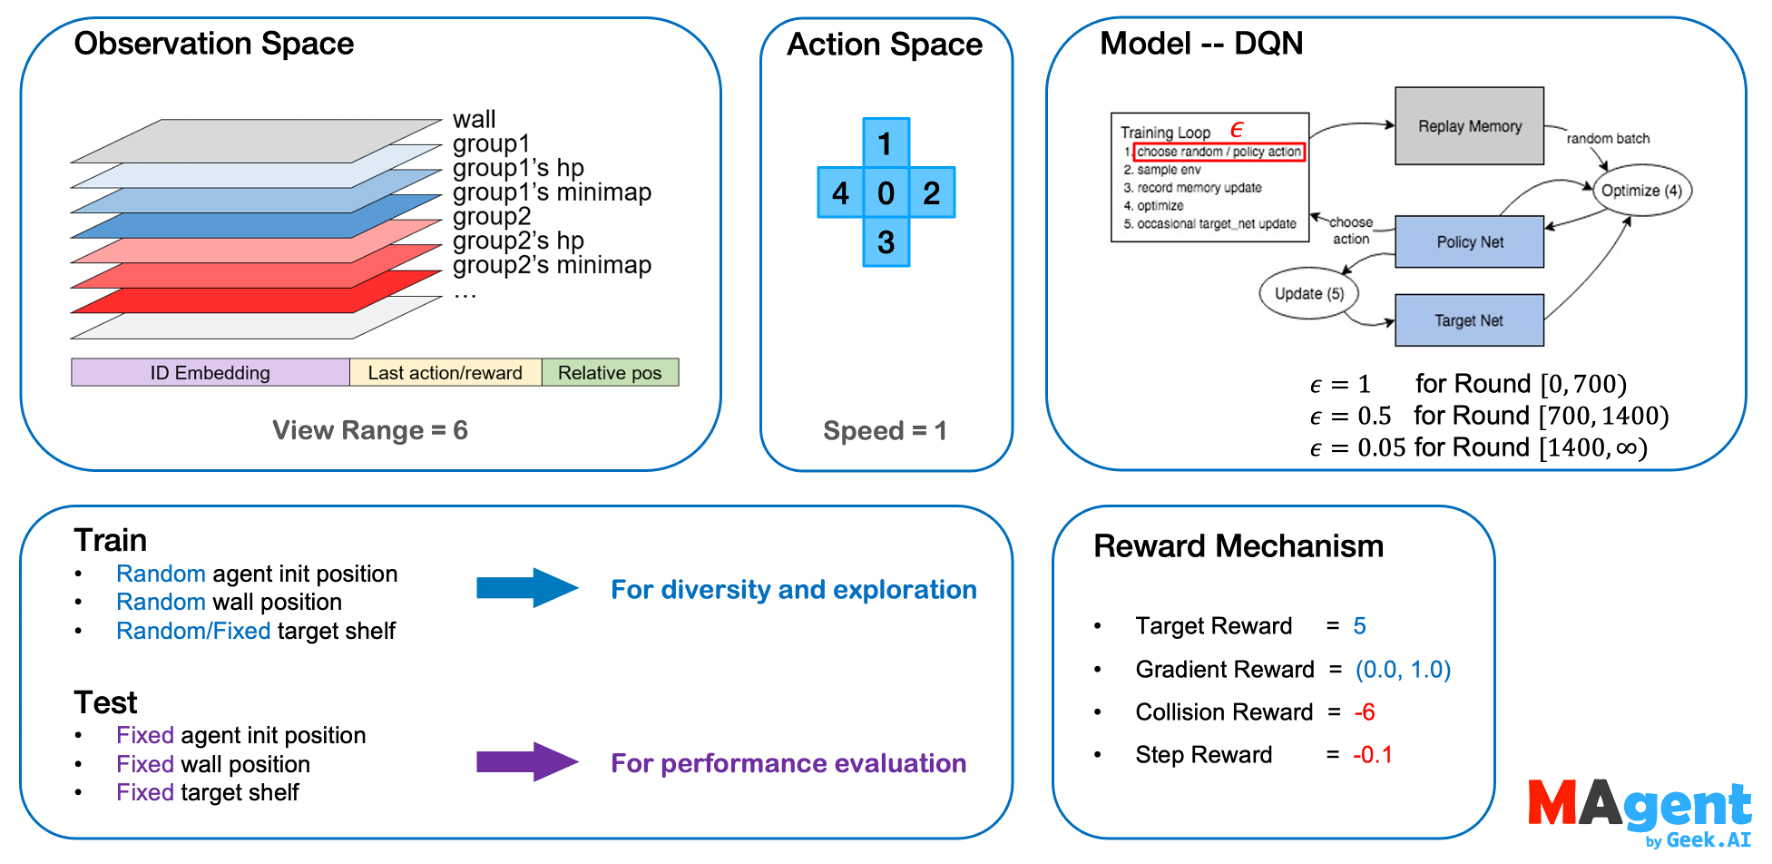 Observation Space
wall
group1
group1's hp
group1's minimap
group2
group2's hp
group2's minimap
...
ID Embedding
Last action/reward
Relative pos
View Range = 6
Action Space
1
4 0 2
3
Speed = 1
Model -- DQN
Training Loop ϵ
1. choose random / policy action
2. sample env
3. record memory update
4. optimize
5. occasional target_net update
Replay Memory
random batch
Optimize (4)
choose
action
Policy Net
Update (5)
Target Net
ϵ = 1 for Round [0, 700)
ϵ = 0.5 for Round [700, 1400)
ϵ = 0.05 for Round [1400, ∞)
Train
• Random agent init position
• Random wall position
• Random/Fixed target shelf
For diversity and exploration
Test
• Fixed agent init position
• Fixed wall position
• Fixed target shelf
For performance evaluation
Reward Mechanism
• Target Reward = 5
• Gradient Reward = (0.0, 1.0)
• Collision Reward = -6
• Step Reward = -0.1
MAgent
by Geek.AI